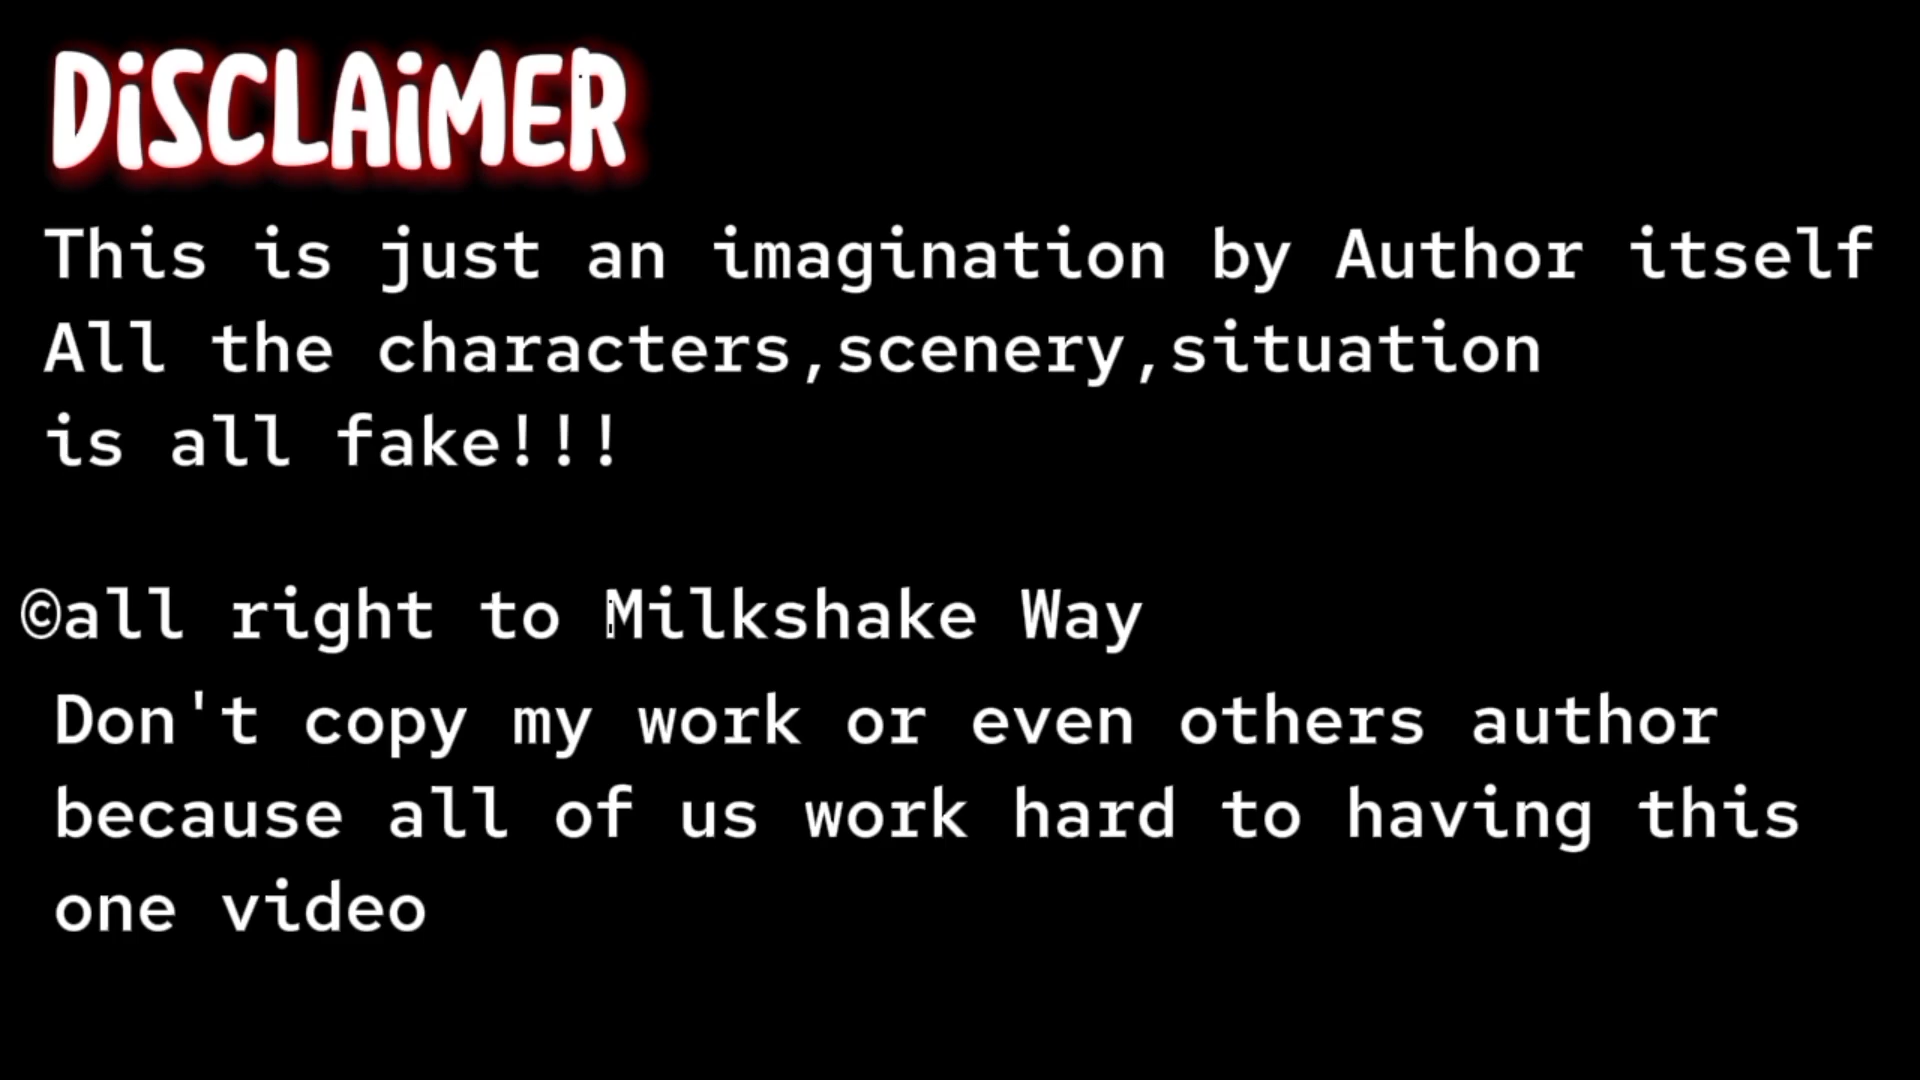 DiSCLAiMER
This is just an imagination by Author itself
All the characters,scenery,situation
is all fake!!!
©all right to Milkshake Way
Don't copy my work or even others author
because all of us work hard to having this
one video